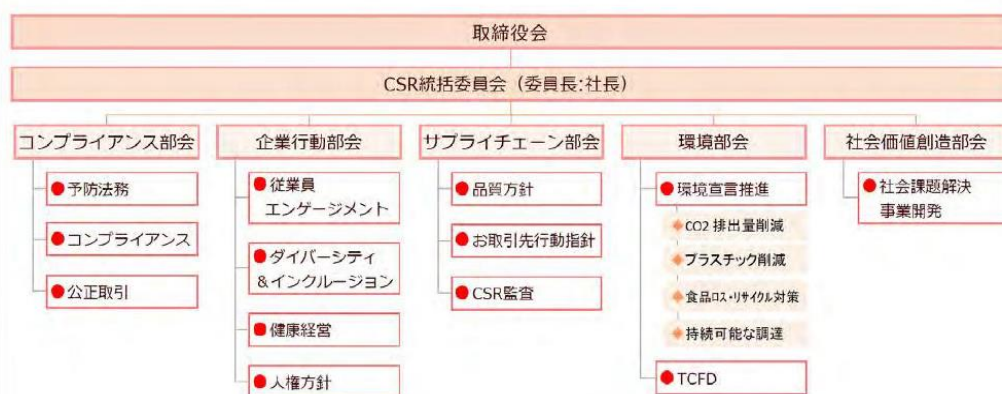 取締役会
CSR統括委員会（委員長:社長）
コンプライアンス部会
予防法務
コンプライアンス
公正取引
企業行動部会
従業員
エンゲージメント
ダイバーシティ
&インクルージョン
健康経営
人権方針
サプライチェーン部会
品質方針
お取引先行動指針
CSR監査
環境部会
環境宣言推進
CO2 排出量削減
プラスチック削減
食品ロス・リサイクル対策
持続可能な調達
TCFD
社会価値創造部会
社会課題解決
事業開発